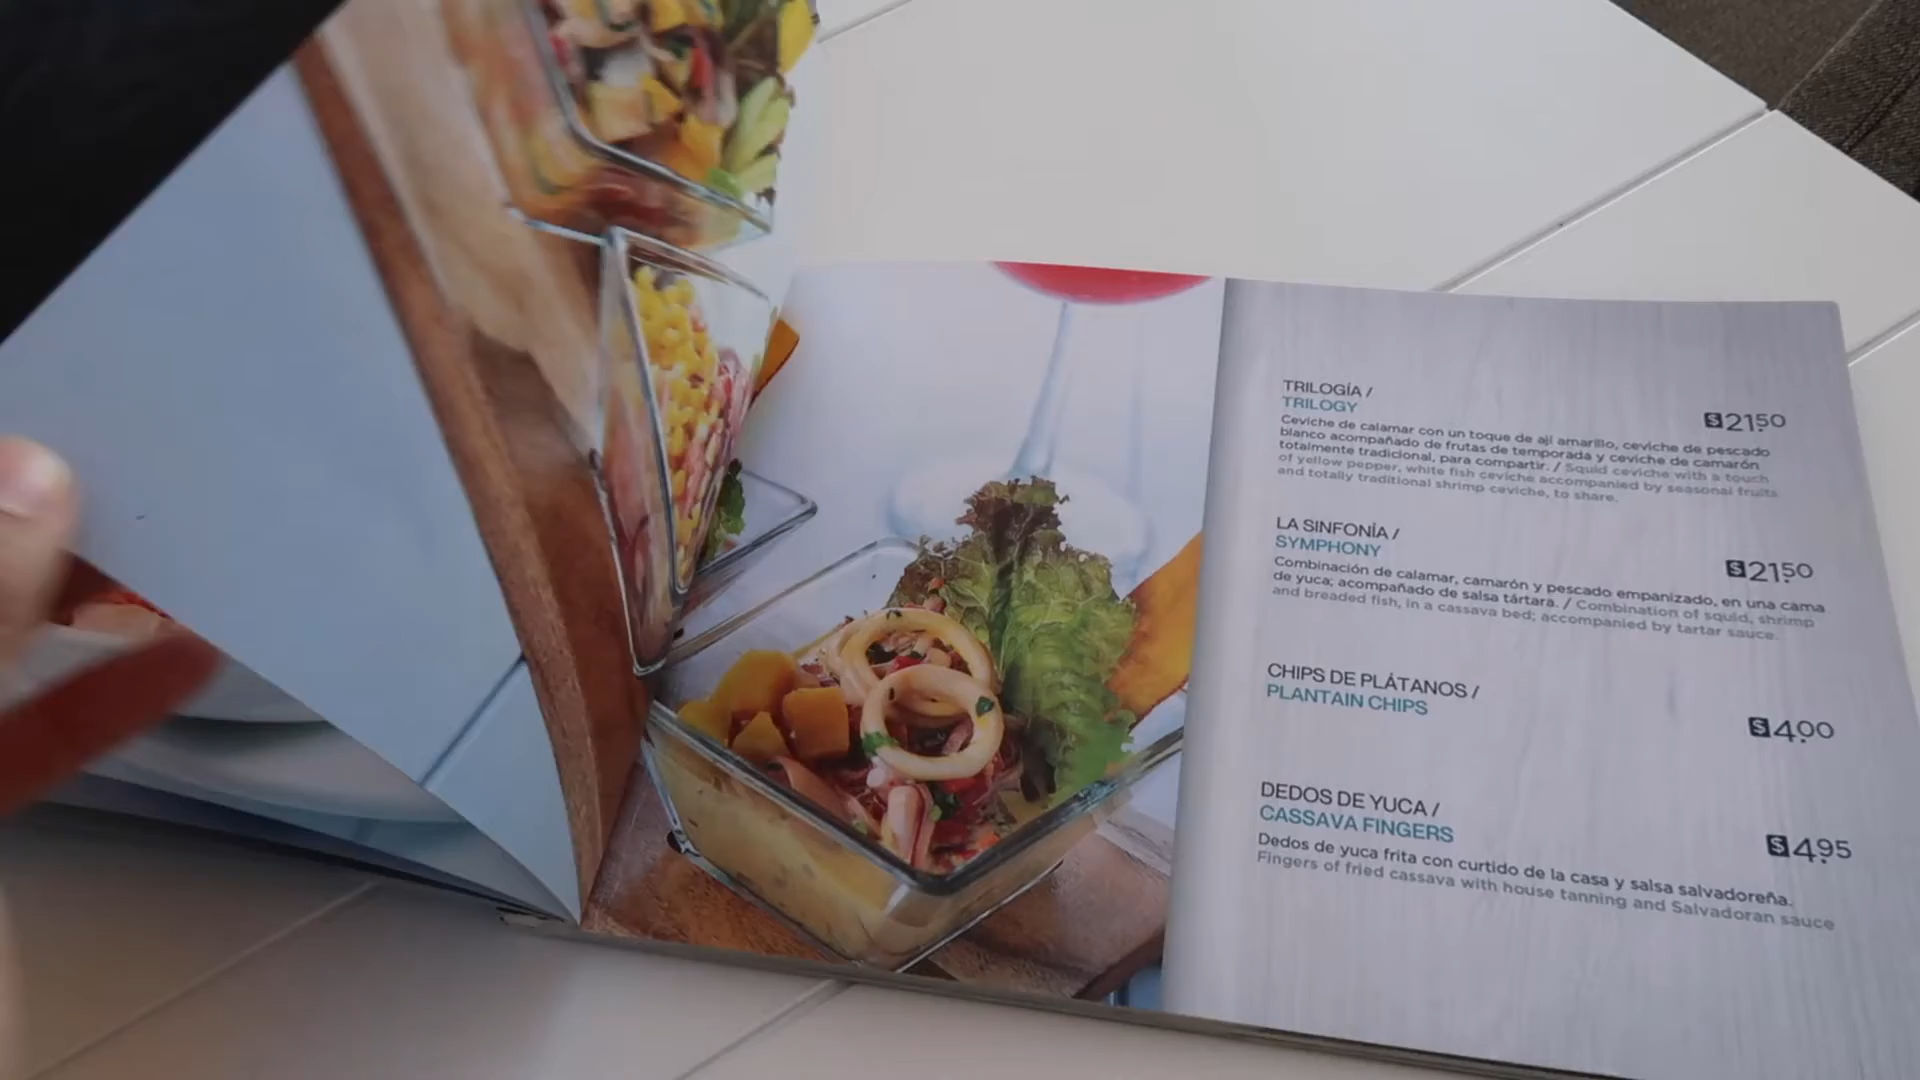 TRILOGÍA /
TRILOGY
$21.50
Ceviche de calamar con un toque de ají amarillo, ceviche de pescado
blanco acompañado de frutas de temporada y ceviche de camarón
totalmente tradicional, para compartir. / Squid ceviche with a touch
of yellow pepper, white fish ceviche accompanied by seasonal fruits
and totally traditional shrimp ceviche, to share.
LA SINFONÍA /
SYMPHONY
$21.50
Combinación de calamar, camarón y pescado empanizado, en una cama
de yuca; acompañado de salsa tártara. / Combination of squid, shrimp
and breaded fish, in a cassava bed; accompanied by tartar sauce.
CHIPS DE PLÁTANOS /
PLANTAIN CHIPS
$4.00
DEDOS DE YUCA /
CASSAVA FINGERS
$4.95
Dedos de yuca frita con curtido de la casa y salsa salvadoreña.
Fingers of fried cassava with house tanning and Salvadoran sauce